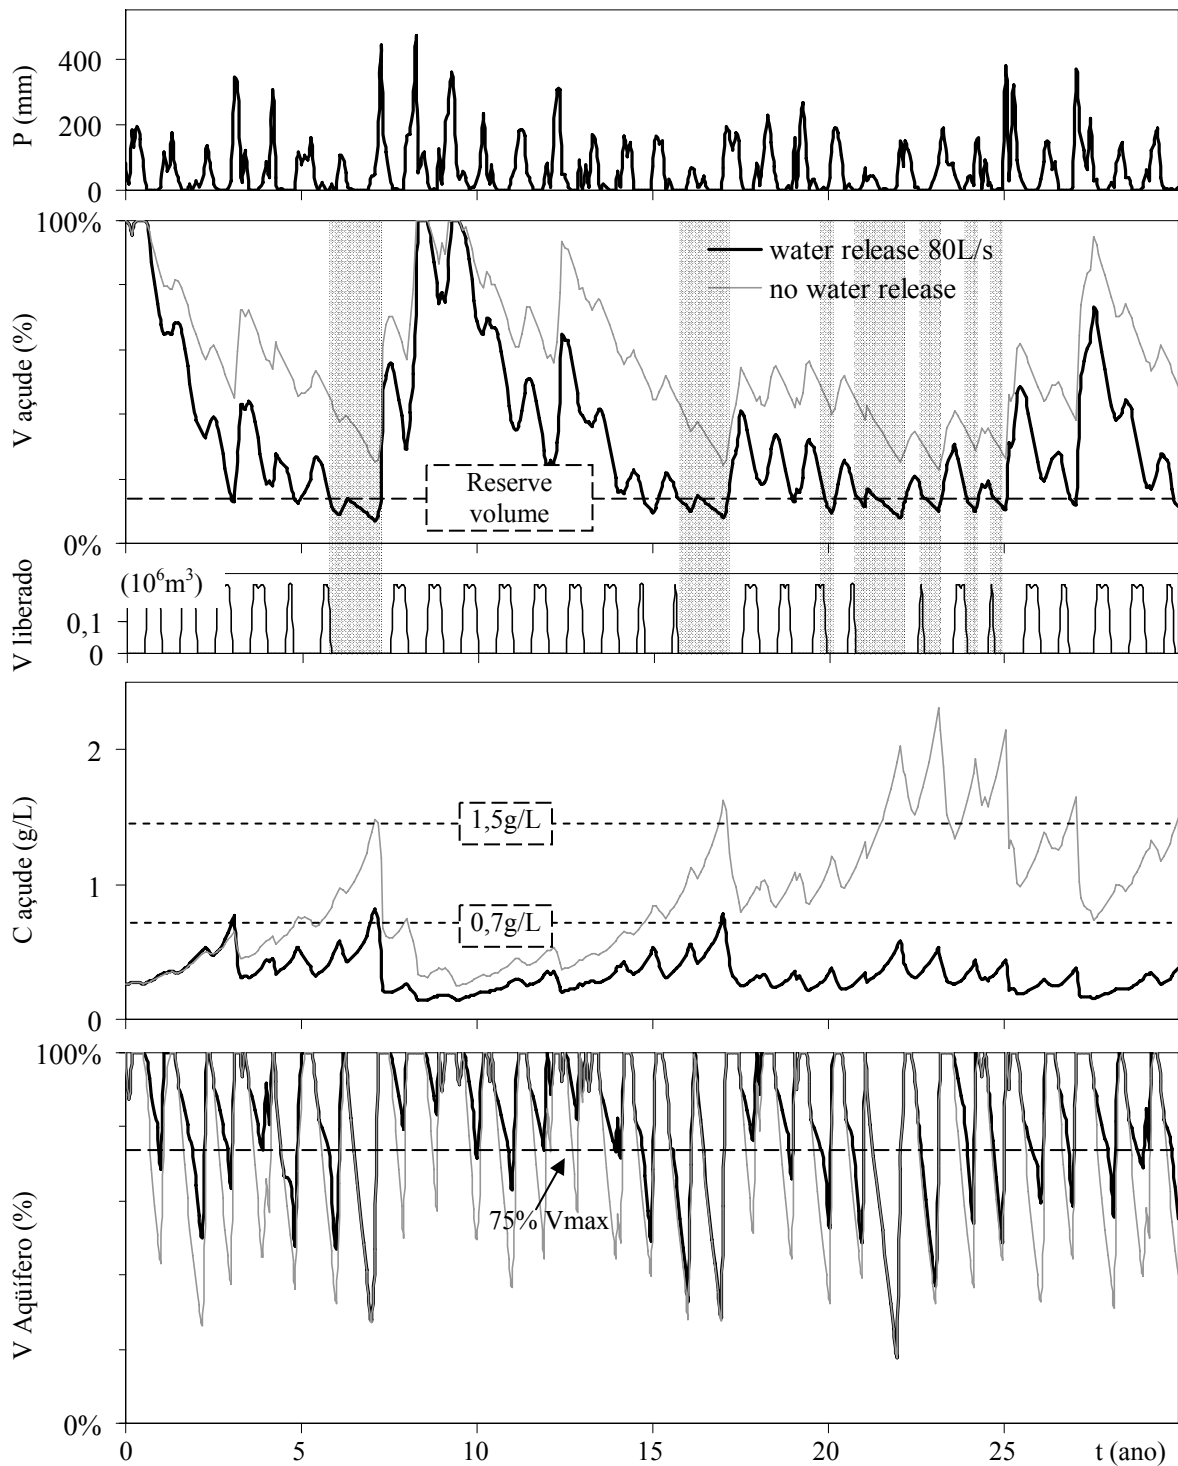 P (mm)
400
200
0
V açude (%)
100%
0%
water release 80L/s
no water release
Reserve
volume
V liberado
(10⁶m³)
0,1
0
C açude (g/L)
2
1
0
1,5g/L
0,7g/L
V Aqüífero (%)
100%
0%
75% Vmax
0
5
10
15
20
25
t (ano)